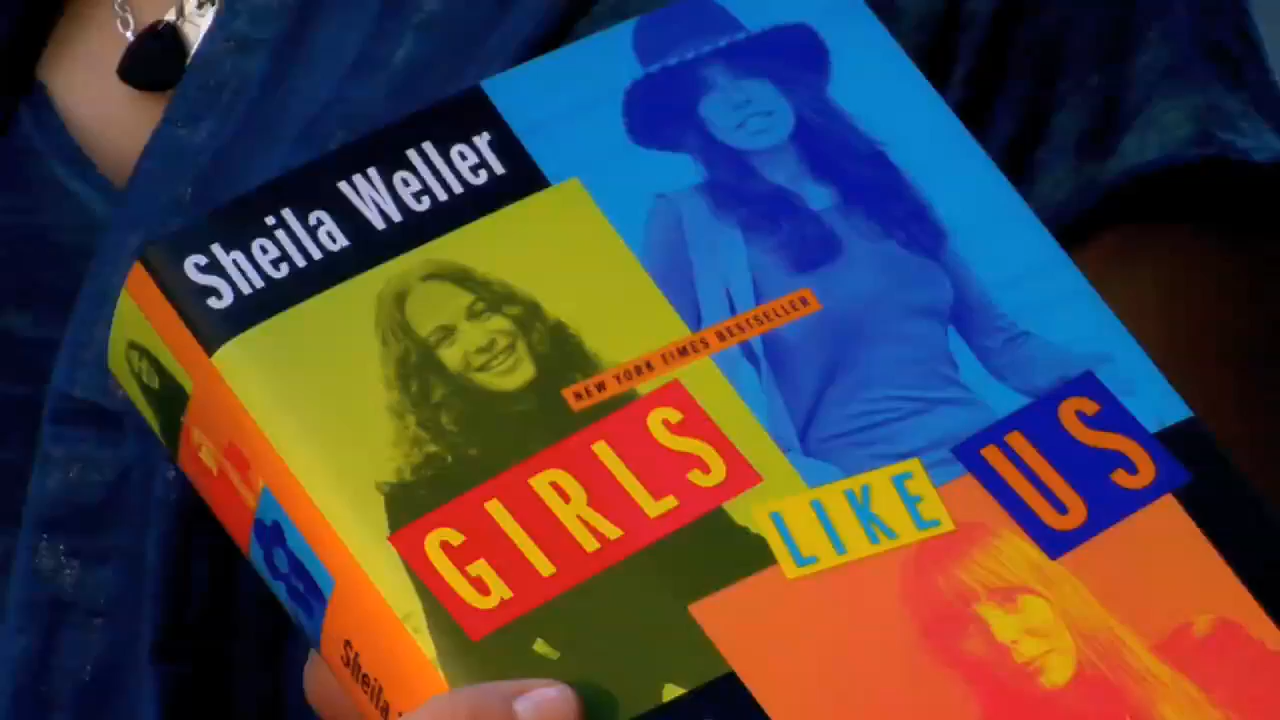 Sheila Weller
NEW YORK TIMES BESTSELLER
GIRLS
LIKE
US
Sheila